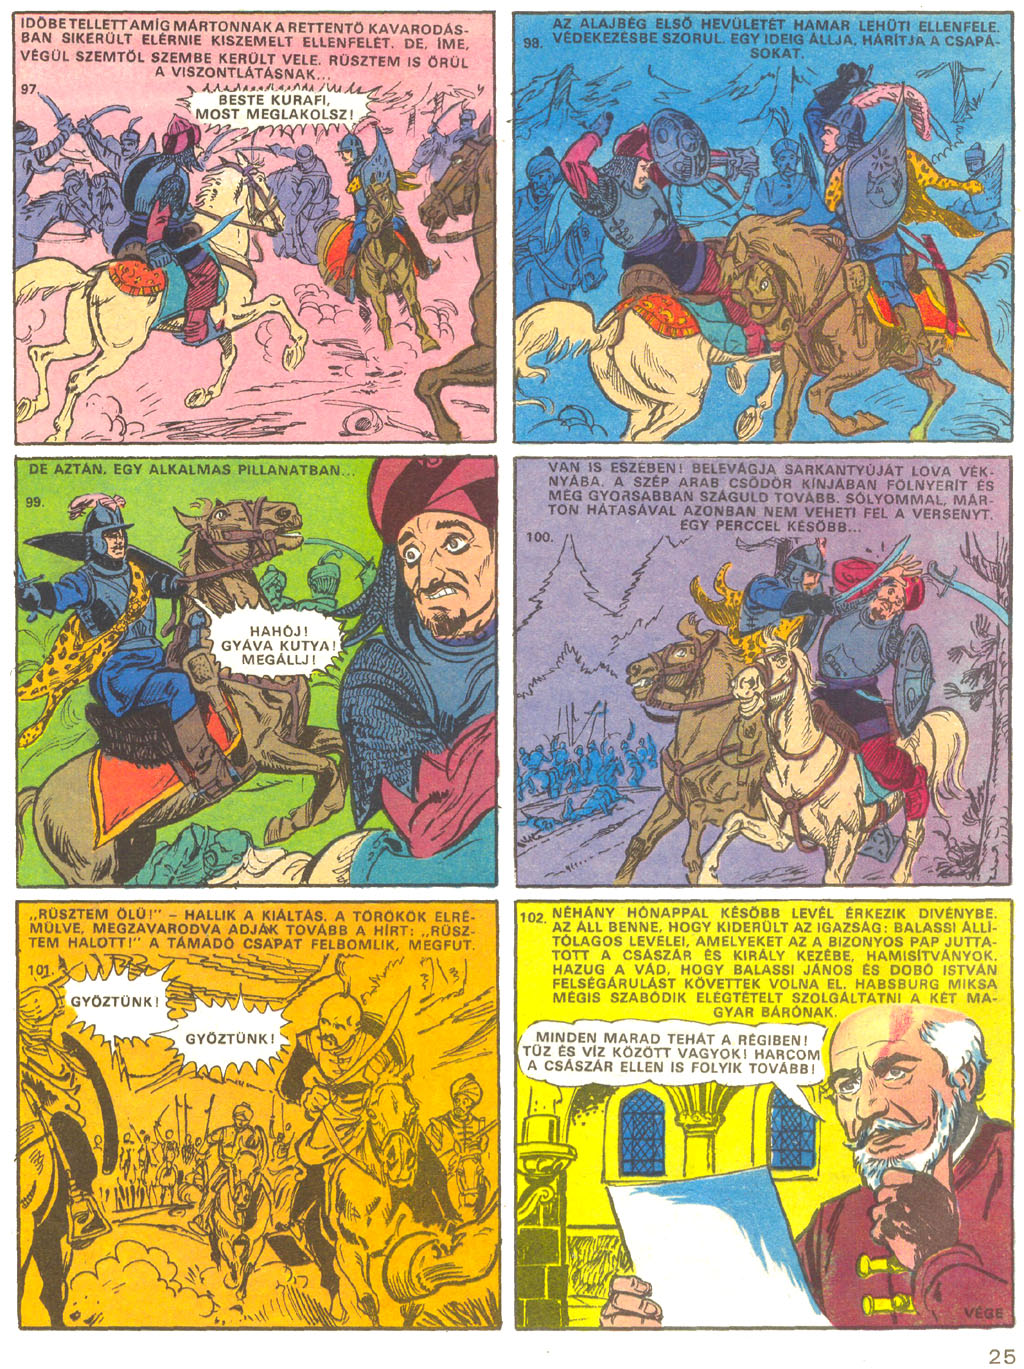 IDŐBE TELLETT AMÍG MÁRTONNAK A RETTENTŐ KAVARODÁS-
BAN SIKERÜLT ELÉRNIE KISZEMELT ELLENFELÉT. DE, ÍME,
VÉGÜL SZEMTŐL SZEMBE KERÜLT VELE. RÜSZTEM IS ÖRÜL
A VISZONTLÁTÁSNAK...
97.
BESTE KURAFI,
MOST MEGLAKOLSZ!
AZ ALAJBÉG ELSŐ HEVÜLETÉT HAMAR LEHŰTI ELLENFELE.
98. VÉDEKEZÉSBE SZORUL. EGY IDEIG ÁLLJA, HÁRÍTJA A CSAPÁ-
SOKAT.
DE AZTÁN, EGY ALKALMAS PILLANATBAN...
99.
HAHÓJ!
GYÁVA KUTYA!
MEGÁLLJ!
VAN IS ESZÉBEN! BELEVÁGJA SARKANTYÚJÁT LOVA VÉK-
NYÁBA. A SZÉP ARAB CSŐDÖR KÍNJÁBAN FÖLNYERÍT ÉS
MÉG GYORSABBAN SZÁGULD TOVÁBB. SÓLYOMMAL, MÁR-
TON HÁTASÁVAL AZONBAN NEM VEHETI FEL A VERSENYT.
EGY PERCCEL KÉSŐBB...
100.
„RÜSZTEM ÖLÜ!" – HALLIK A KIÁLTÁS. A TÖRÖKÖK ELRÉ-
MÜLVE, MEGZAVARODVA ADJÁK TOVÁBB A HÍRT: „RÜSZ-
TEM HALOTT!" A TÁMADÓ CSAPAT FELBOMLIK, MEGFUT.
101.
GYŐZTÜNK!
GYŐZTÜNK!
102. NÉHÁNY HÓNAPPAL KÉSŐBB LEVÉL ÉRKEZIK DIVÉNYBE.
AZ ÁLL BENNE, HOGY KIDERÜLT AZ IGAZSÁG: BALASSI ÁLLÍ-
TÓLAGOS LEVELEI, AMELYEKET AZ A BIZONYOS PAP JUTTA-
TOTT A CSÁSZÁR ÉS KIRÁLY KEZÉBE, HAMISÍTVÁNYOK.
HAZUG A VÁD, HOGY BALASSI JÁNOS ÉS DOBÓ ISTVÁN
FELSÉGÁRULÁST KÖVETTEK VOLNA EL. HABSBURG MIKSA
MÉGIS SZABÓDIK ELÉGTÉTELT SZOLGÁLTATNI A KÉT MA-
GYAR BÁRÓNAK.
MINDEN MARAD TEHÁT A RÉGIBEN!
TŰZ ÉS VÍZ KÖZÖTT VAGYOK! HARCOM
A CSÁSZÁR ELLEN IS FOLYIK TOVÁBB!
VÉGE
25